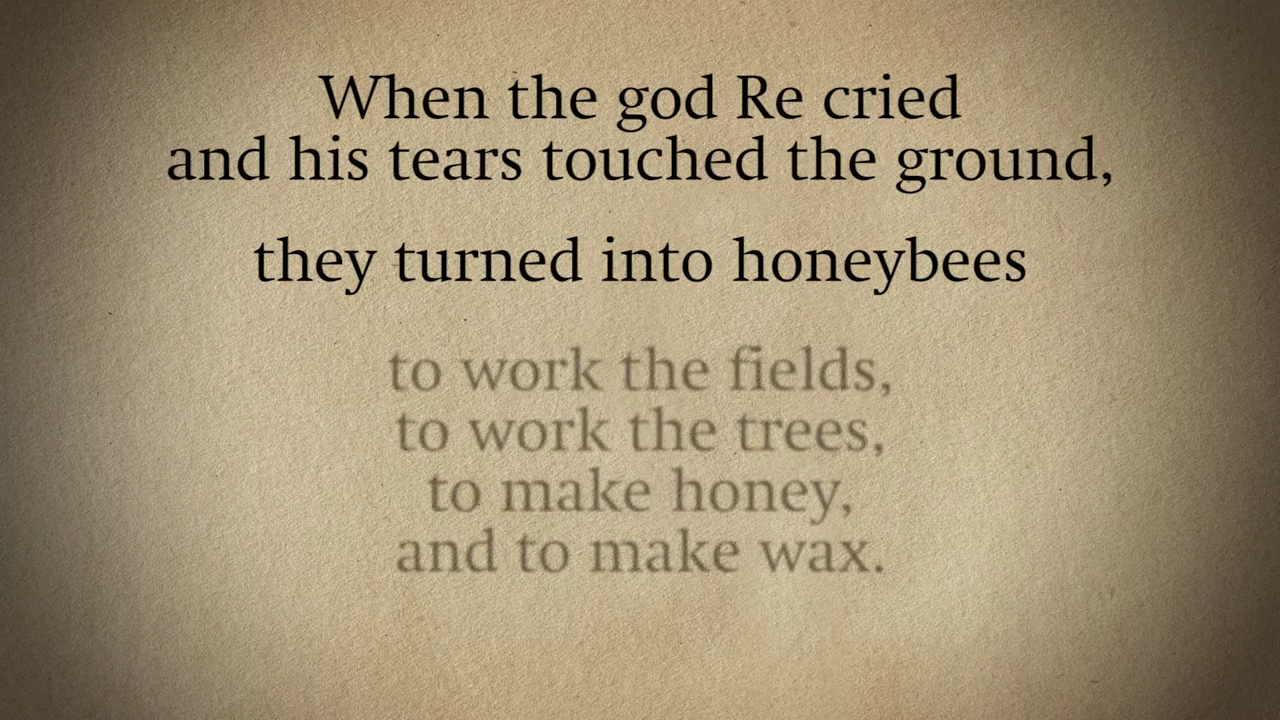 When the god Re cried
and his tears touched the ground,
they turned into honeybees
to work the fields,
to work the trees,
to make honey,
and to make wax.